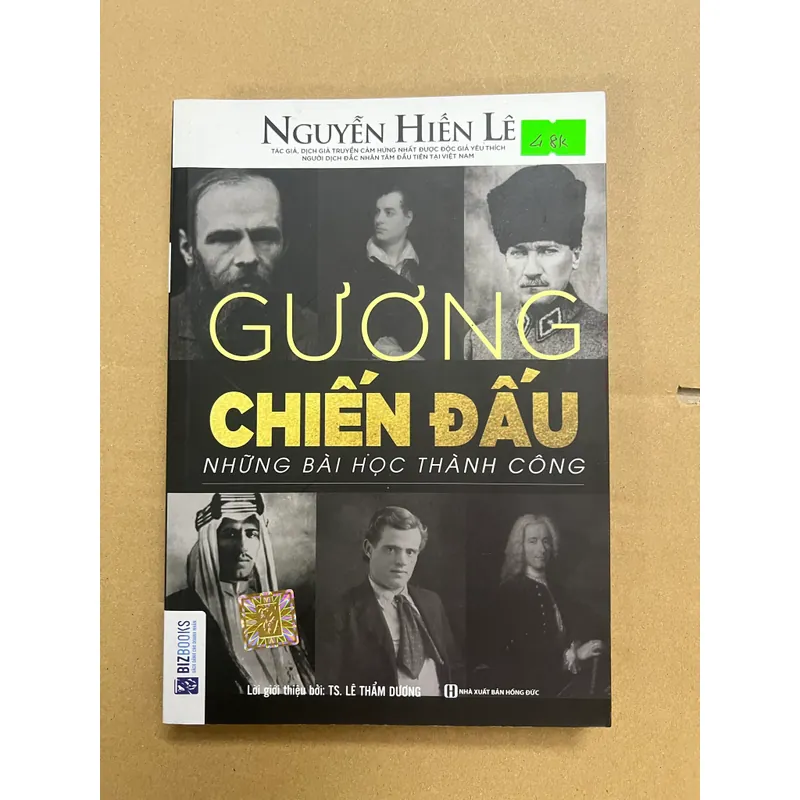 NGUYỄN HIẾN LÊ
4 8K
TÁC GIẢ, DỊCH GIẢ TRUYỀN CẢM HỨNG NHẤT ĐƯỢC ĐỘC GIẢ YÊU THÍCH
NGƯỜI DỊCH ĐẮC NHÂN TÂM ĐẦU TIÊN TẠI VIỆT NAM
GƯƠNG
CHIẾN ĐẤU
NHỮNG BÀI HỌC THÀNH CÔNG
BIZBOOKS
Lời giới thiệu bởi: TS. LÊ THẨM DƯƠNG
H NHÀ XUẤT BẢN HỒNG ĐỨC